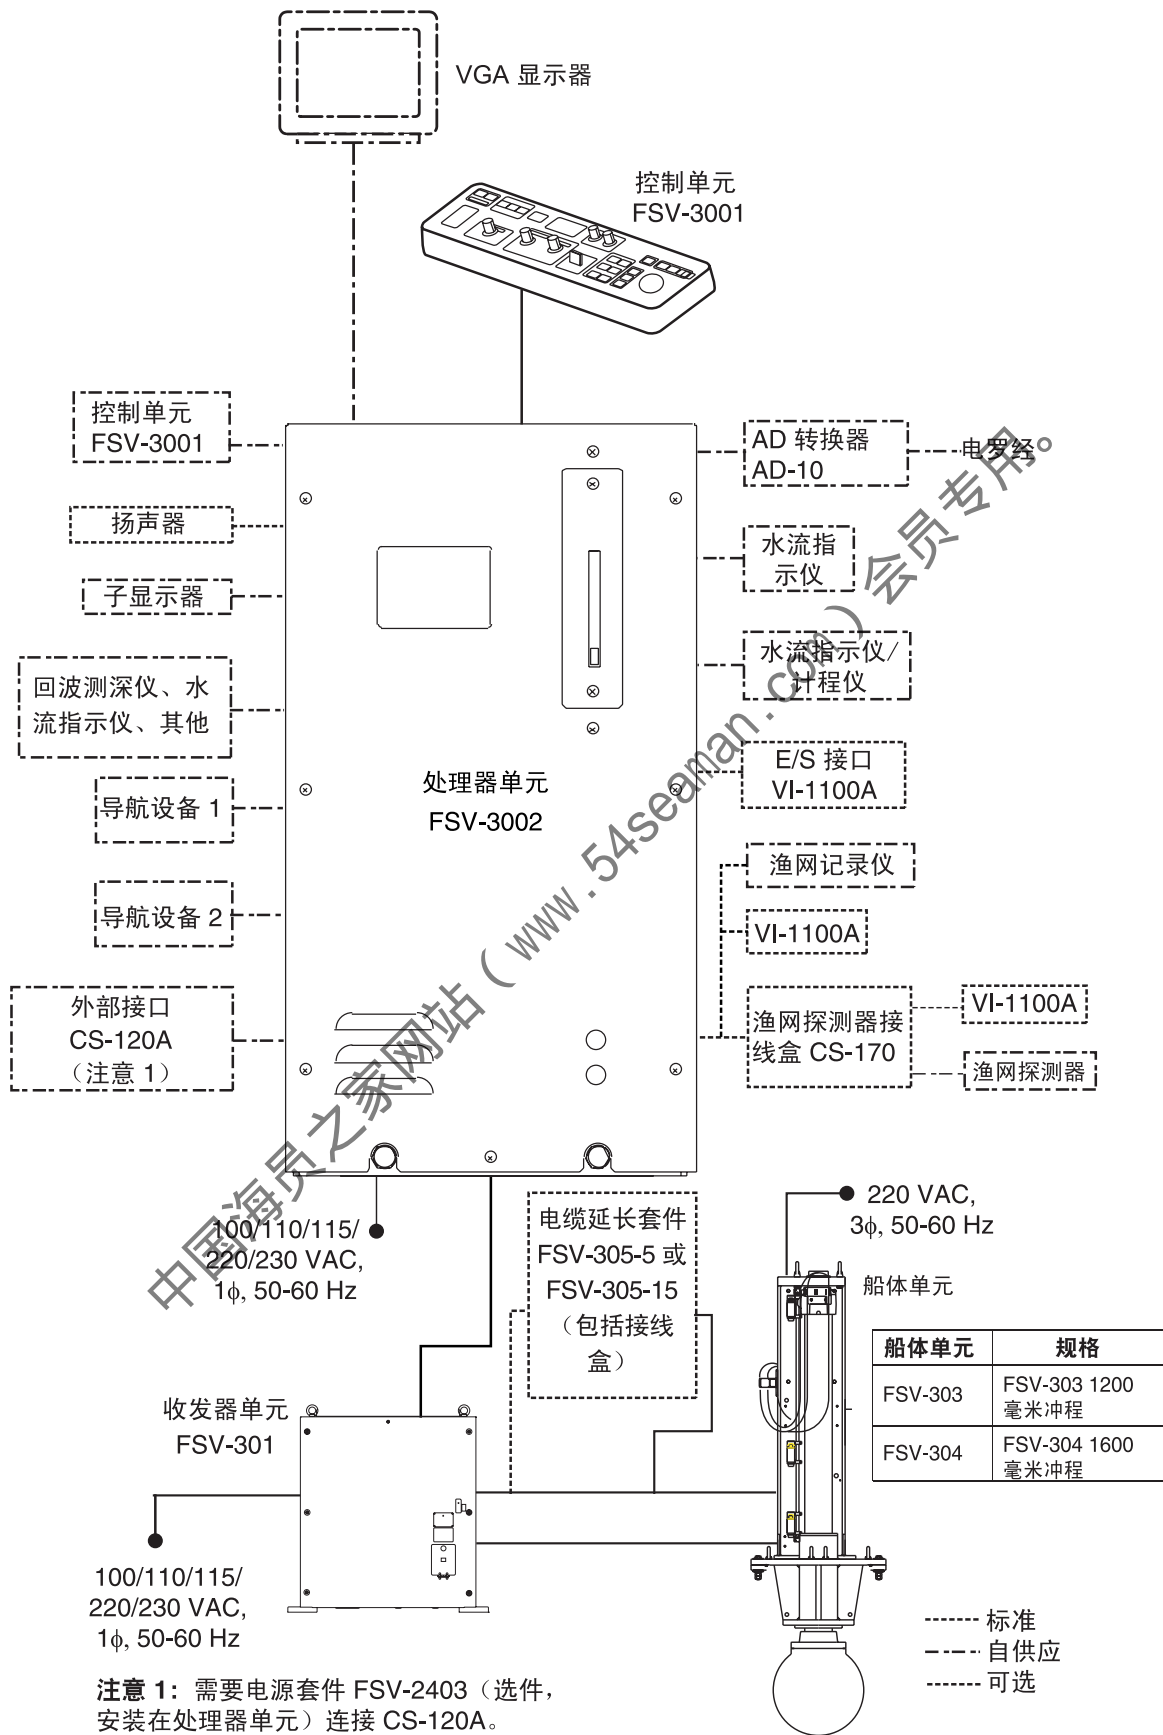 VGA 显示器
控制单元
FSV-3001
控制单元
FSV-3001
扬声器
子显示器
回波测深仪、水
流指示仪、其他
导航设备 1
导航设备 2
外部接口
CS-120A
（注意 1）
处理器单元
FSV-3002
AD 转换器
AD-10
电罗经
水流指
示仪
水流指示仪/
计程仪
E/S 接口
VI-1100A
渔网记录仪
VI-1100A
渔网探测器接
线盒 CS-170
VI-1100A
渔网探测器
中国海员之家网站（www.54seaman.com）会员专用。
100/110/115/
220/230 VAC,
1ϕ, 50-60 Hz
电缆延长套件
FSV-305-5 或
FSV-305-15
（包括接线
盒）
220 VAC,
3ϕ, 50-60 Hz
船体单元
船体单元 规格
FSV-303 FSV-303 1200
毫米冲程
FSV-304 FSV-304 1600
毫米冲程
收发器单元
FSV-301
100/110/115/
220/230 VAC,
1ϕ, 50-60 Hz
标准
自供应
可选
注意 1: 需要电源套件 FSV-2403（选件，
安装在处理器单元）连接 CS-120A。